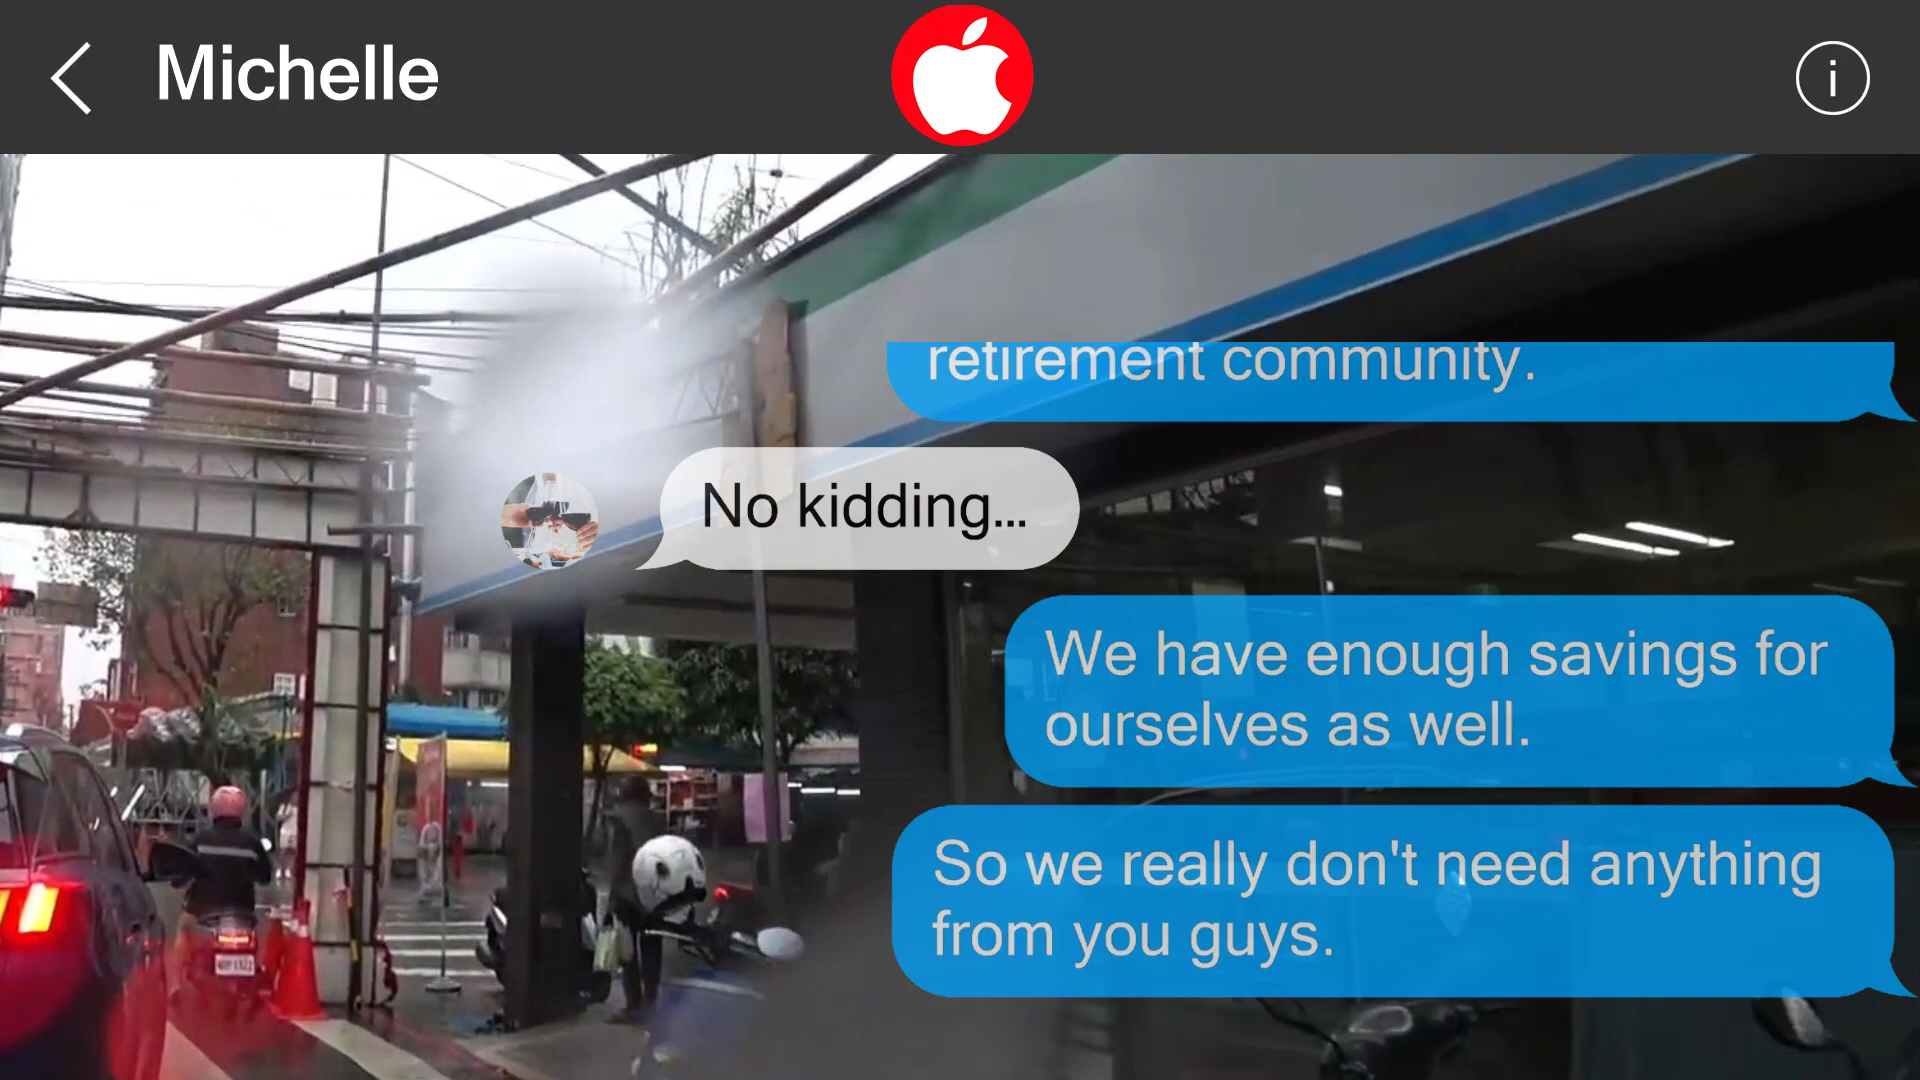 Michelle
i
retirement community.
No kidding...
We have enough savings for
ourselves as well.
So we really don't need anything
from you guys.